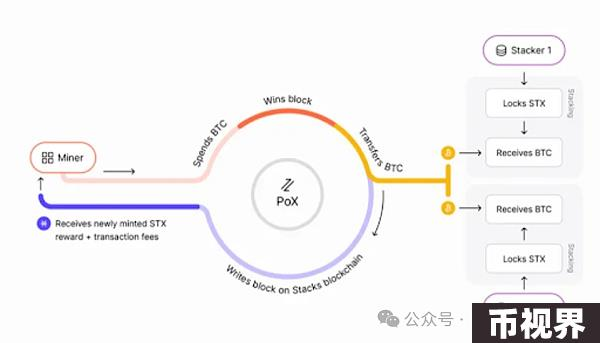 Stacker 1
Locks STX
Stacking
Receives BTC
Wins block
Spends BTC
Transfers BTC
Miner
PoX
Receives newly minted STX
reward + transaction fees
Writes block on Stacks blockchain
Receives BTC
Locks STX
Stacking
公众号 ·
币视界